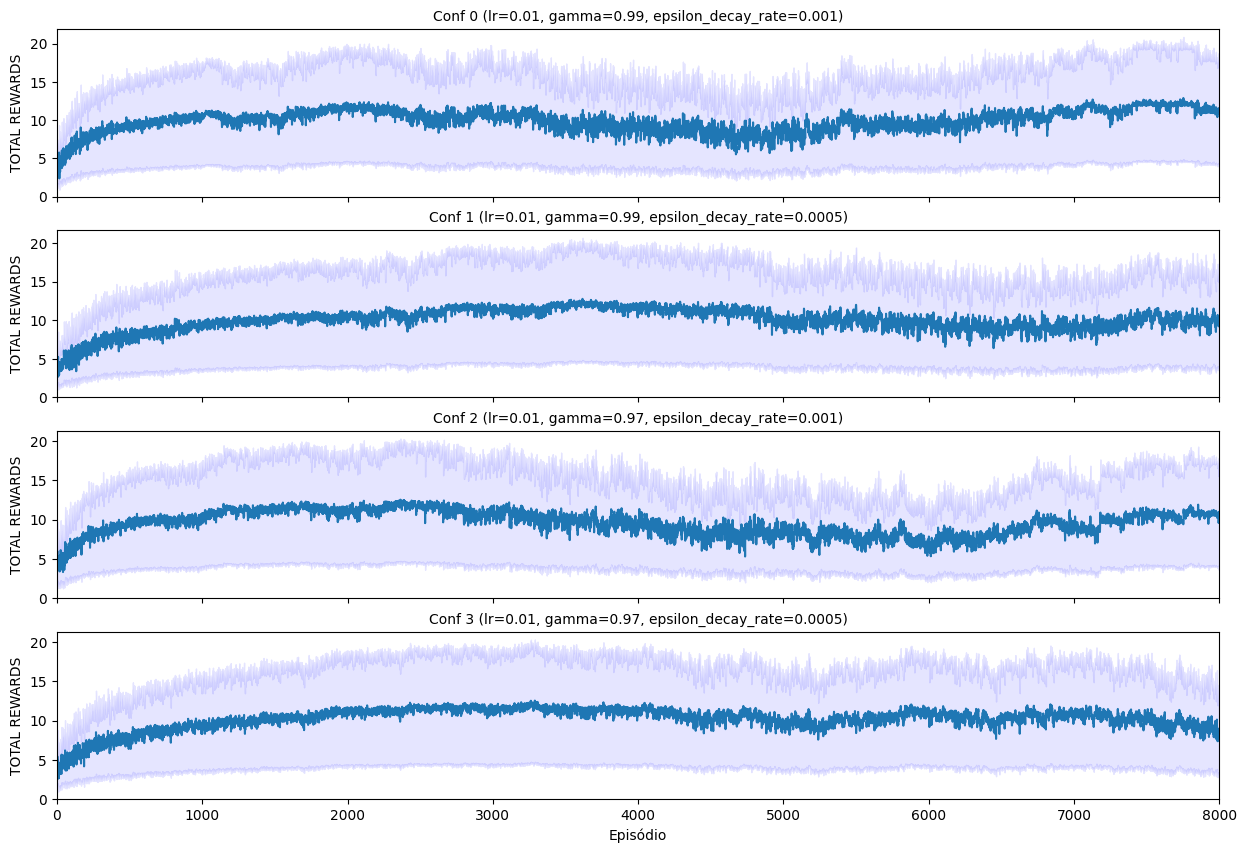 Conf 0 (lr=0.01, gamma=0.99, epsilon_decay_rate=0.001)
TOTAL REWARDS
20
15
10
5
0
Conf 1 (lr=0.01, gamma=0.99, epsilon_decay_rate=0.0005)
TOTAL REWARDS
20
15
10
5
0
Conf 2 (lr=0.01, gamma=0.97, epsilon_decay_rate=0.001)
TOTAL REWARDS
20
15
10
5
0
Conf 3 (lr=0.01, gamma=0.97, epsilon_decay_rate=0.0005)
TOTAL REWARDS
20
15
10
5
0
0 1000 2000 3000 4000 5000 6000 7000 8000
Episódio